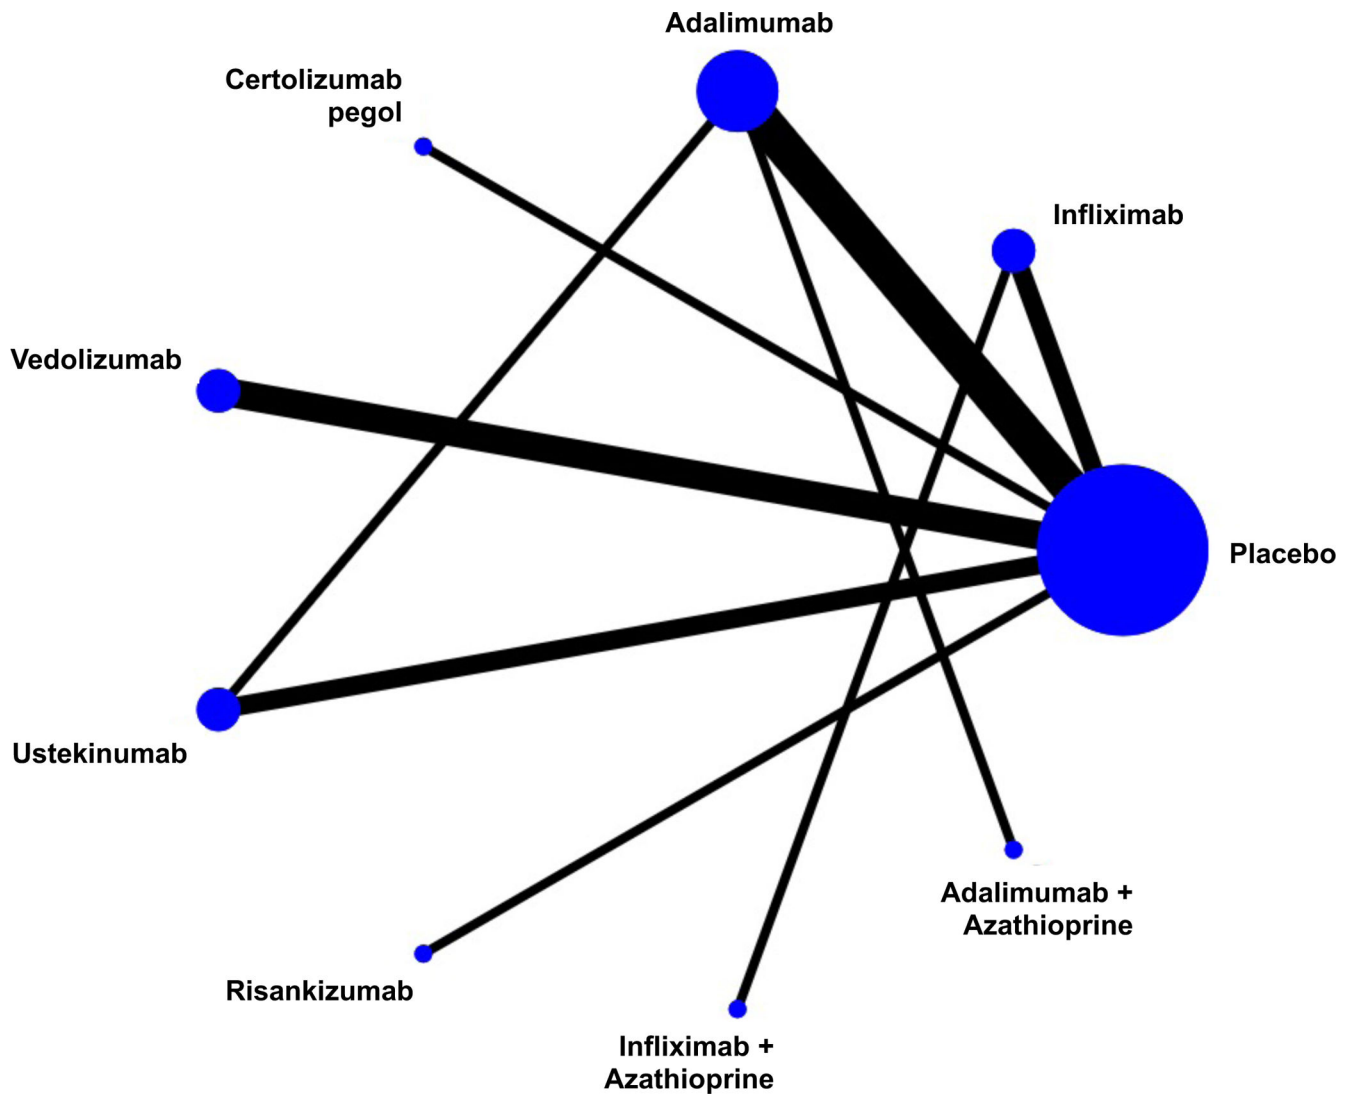 Adalimumab
Certolizumab
pegol
Infliximab
Vedolizumab
Placebo
Ustekinumab
Adalimumab +
Azathioprine
Risankizumab
Infliximab +
Azathioprine